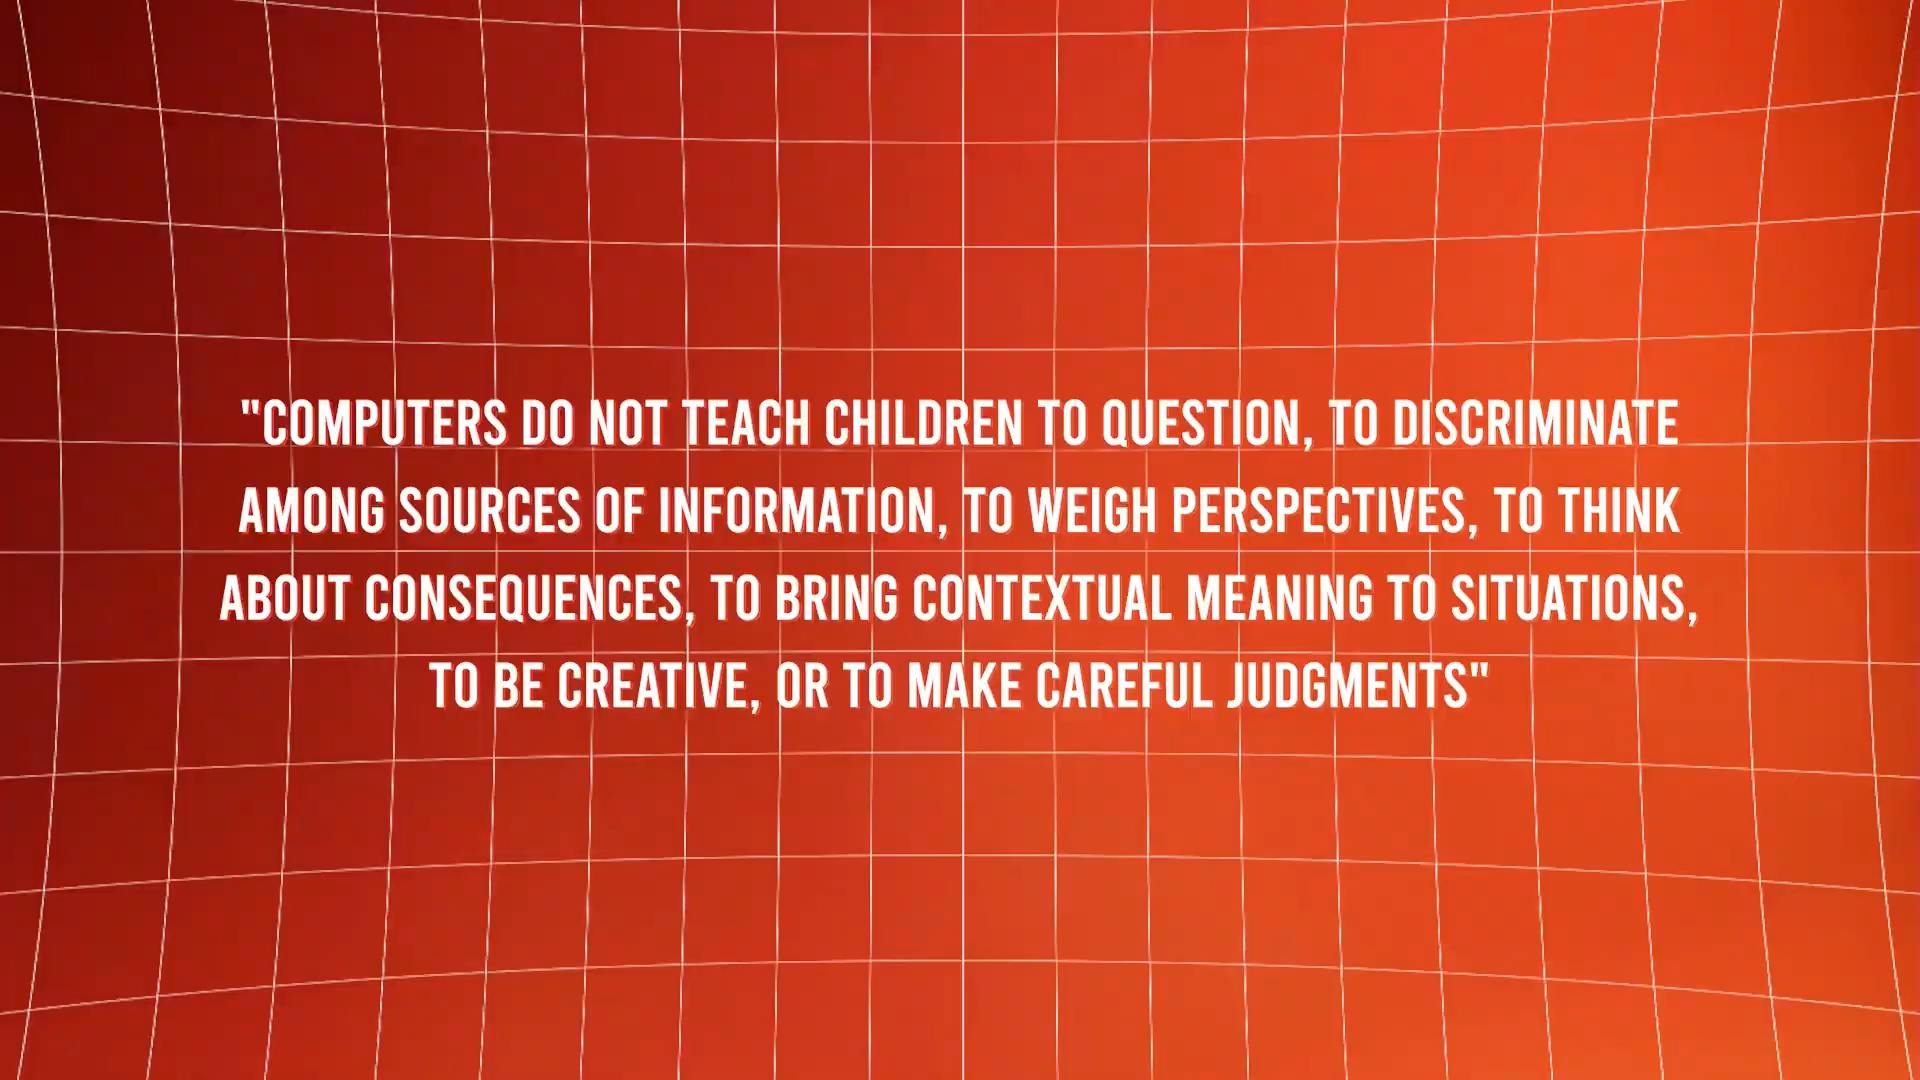 "COMPUTERS DO NOT TEACH CHILDREN TO QUESTION, TO DISCRIMINATE
AMONG SOURCES OF INFORMATION, TO WEIGH PERSPECTIVES, TO THINK
ABOUT CONSEQUENCES, TO BRING CONTEXTUAL MEANING TO SITUATIONS,
TO BE CREATIVE, OR TO MAKE CAREFUL JUDGMENTS"